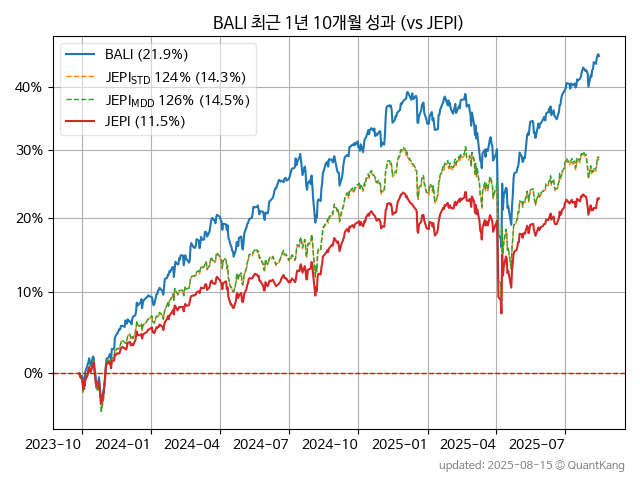 BALI 최근 1년 10개월 성과 (vs JEPI)
BALI (21.9%)
JEPI_STD 124% (14.3%)
JEPI_MDD 126% (14.5%)
JEPI (11.5%)
40%
30%
20%
10%
0%
2023-10 2024-01 2024-04 2024-07 2024-10 2025-01 2025-04 2025-07
updated: 2025-08-15 © QuantKang